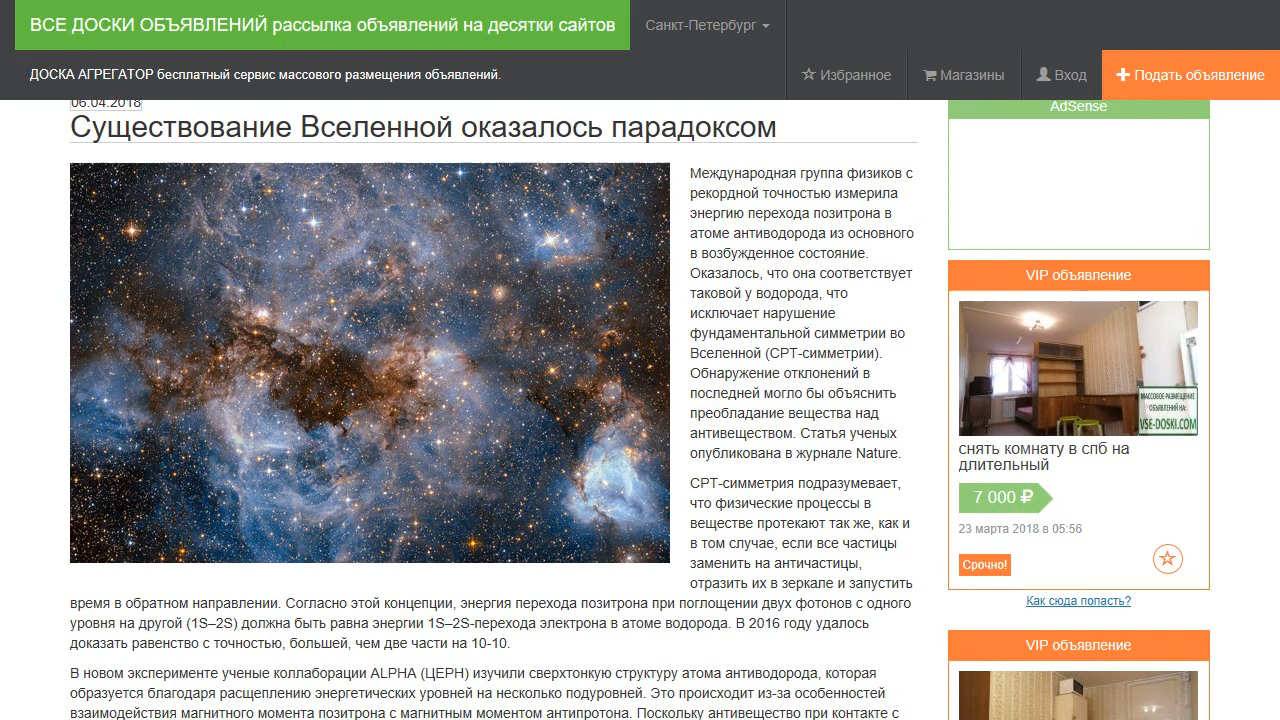 ВСЕ ДОСКИ ОБЪЯВЛЕНИЙ рассылка объявлений на десятки сайтов
Санкт-Петербург
ДОСКА АГРЕГАТОР бесплатный сервис массового размещения объявлений.
Избранное
Магазины
Вход
Подать объявление
06.04.2018
Существование Вселенной оказалось парадоксом
Международная группа физиков с
рекордной точностью измерила
энергию перехода позитрона в
атоме антиводорода из основного
в возбужденное состояние.
Оказалось, что она соответствует
таковой у водорода, что
исключает нарушение
фундаментальной симметрии во
Вселенной (CPT-симметрии).
Обнаружение отклонений в
последней могло бы объяснить
преобладание вещества над
антивеществом. Статья ученых
опубликована в журнале Nature.
CPT-симметрия подразумевает,
что физические процессы в
веществе протекают так же, как и
в том случае, если все частицы
заменить на античастицы,
отразить их в зеркале и запустить
время в обратном направлении. Согласно этой концепции, энергия перехода позитрона при поглощении двух фотонов с одного
уровня на другой (1S–2S) должна быть равна энергии 1S–2S-перехода электрона в атоме водорода. В 2016 году удалось
доказать равенство с точностью, большей, чем две части на 10-10.
В новом эксперименте ученые коллаборации ALPHA (ЦЕРН) изучили сверхтонкую структуру атома антиводорода, которая
образуется благодаря расщеплению энергетических уровней на несколько подуровней. Это происходит из-за особенностей
взаимодействия магнитного момента позитрона с магнитным моментом антипротона. Поскольку антивещество при контакте с
AdSense
VIP объявление
МАССОВОЕ РАЗМЕЩЕНИЕ
ОБЪЯВЛЕНИЙ НА:
VSE-DOSKI.COM
снять комнату в спб на
длительный
7 000 ₽
23 марта 2018 в 05:56
Срочно!
Как сюда попасть?
VIP объявление